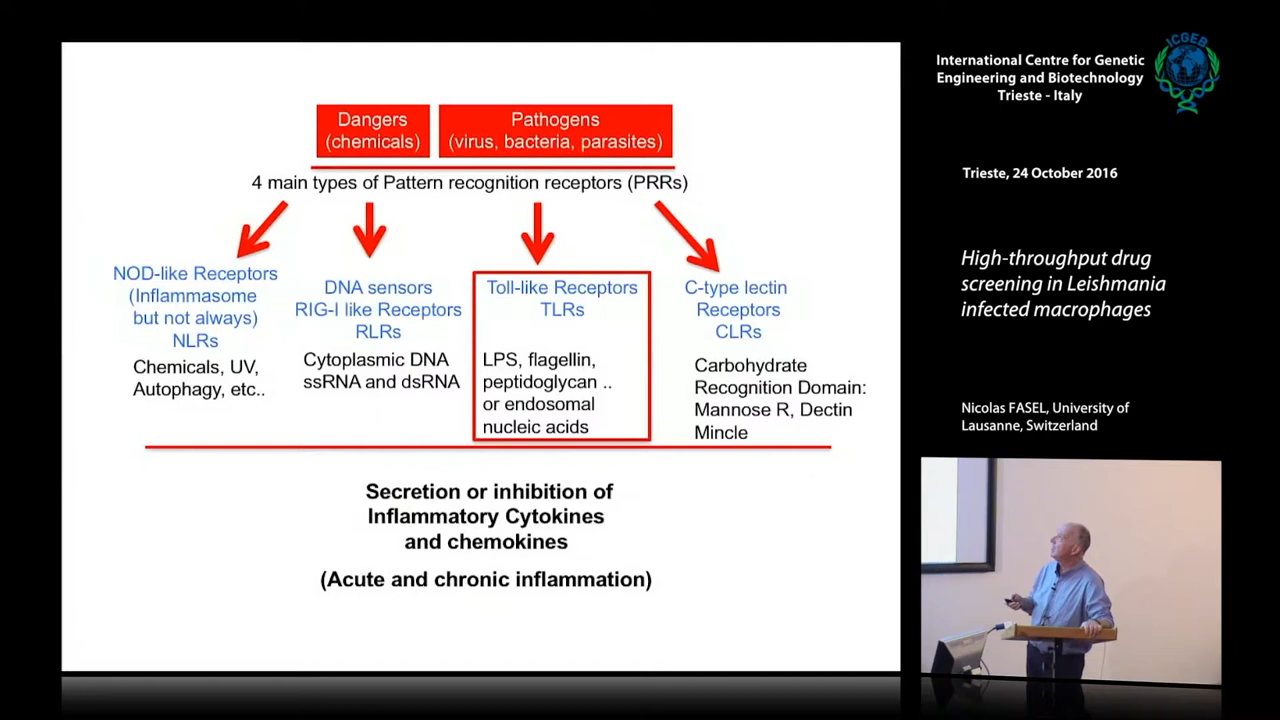 Dangers
(chemicals)
Pathogens
(virus, bacteria, parasites)
4 main types of Pattern recognition receptors (PRRs)
NOD-like Receptors
(Inflammasome
but not always)
NLRs
Chemicals, UV,
Autophagy, etc..
DNA sensors
RIG-I like Receptors
RLRs
Cytoplasmic DNA
ssRNA and dsRNA
Toll-like Receptors
TLRs
LPS, flagellin,
peptidoglycan ..
or endosomal
nucleic acids
C-type lectin
Receptors
CLRs
Carbohydrate
Recognition Domain:
Mannose R, Dectin
Mincle
Secretion or inhibition of
Inflammatory Cytokines
and chemokines
(Acute and chronic inflammation)
International Centre for Genetic
Engineering and Biotechnology
Trieste - Italy
ICGEB
Trieste, 24 October 2016
High-throughput drug
screening in Leishmania
infected macrophages
Nicolas FASEL, University of
Lausanne, Switzerland